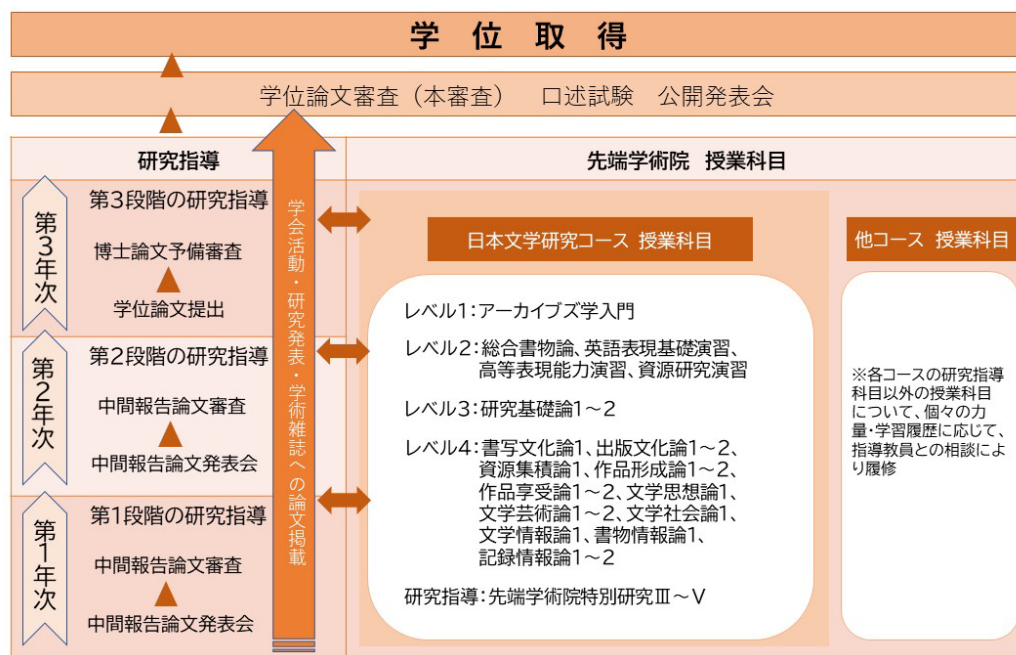 学位取得
学位論文審査（本審査）　口述試験　公開発表会
研究指導
先端学術院 授業科目
第3年次
第3段階の研究指導
博士論文予備審査
学位論文提出
第2年次
第2段階の研究指導
中間報告論文審査
中間報告論文発表会
第1年次
第1段階の研究指導
中間報告論文審査
中間報告論文発表会
学会活動・研究発表・学術雑誌への論文掲載
日本文学研究コース 授業科目
レベル1：アーカイブズ学入門
レベル2：総合書物論、英語表現基礎演習、
高等表現能力演習、資源研究演習
レベル3：研究基礎論1～2
レベル4：書写文化論1、出版文化論1～2、
資源集積論1、作品形成論1～2、
作品享受論1～2、文学思想論1、
文学芸術論1～2、文学社会論1、
文学情報論1、書物情報論1、
記録情報論1～2
研究指導：先端学術院特別研究Ⅲ～Ⅴ
他コース 授業科目
※各コースの研究指導
科目以外の授業科目
について、個々の力
量・学習履歴に応じて、
指導教員との相談によ
り履修